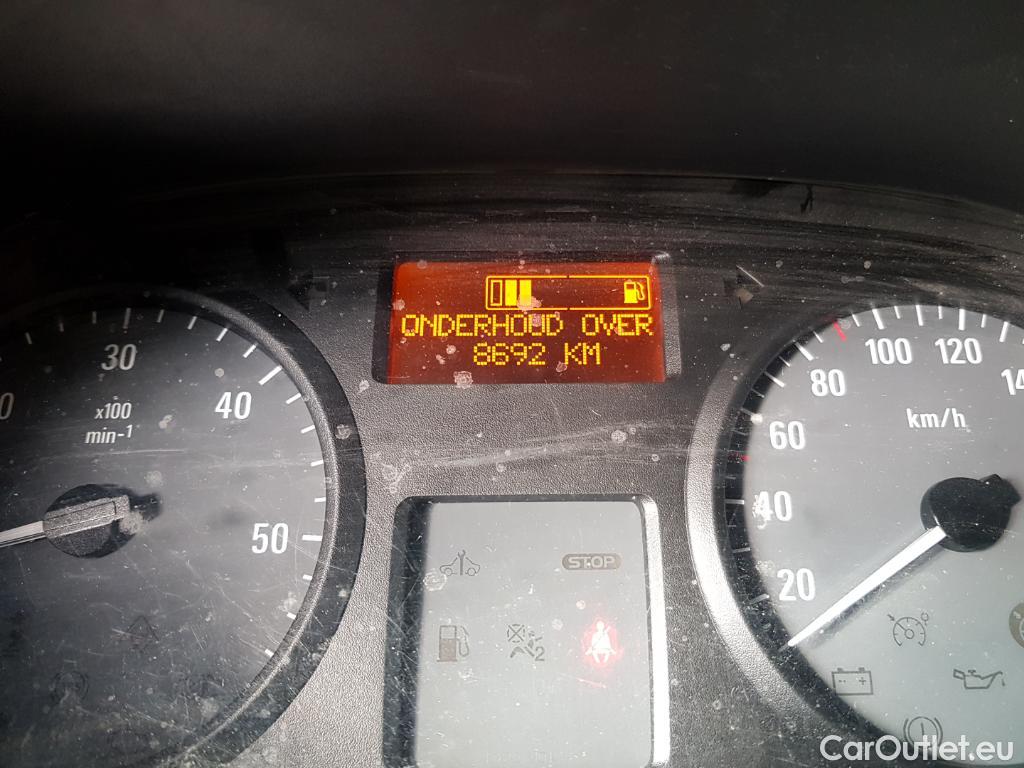 ONDERHOUD OVER
8692 KM
30
40
50
x100
min-1
20
40
60
80
100
120
km/h
STOP
2
CarOutlet.eu